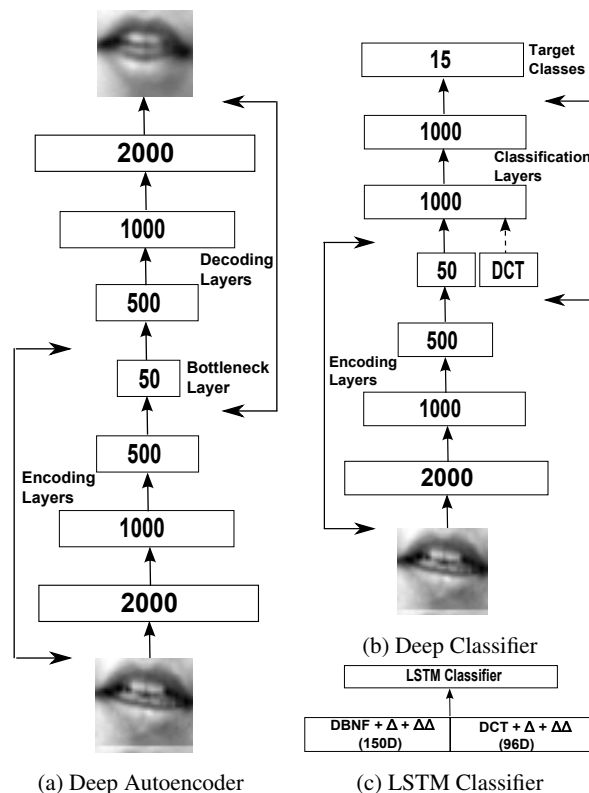 2000
1000
Decoding
Layers
500
50
Bottleneck
Layer
500
Encoding
Layers
1000
2000
(a) Deep Autoencoder
15
Target
Classes
1000
Classification
Layers
1000
50
DCT
500
Encoding
Layers
1000
2000
(b) Deep Classifier
LSTM Classifier
DBNF + Δ + ΔΔ
(150D)
DCT + Δ + ΔΔ
(96D)
(c) LSTM Classifier